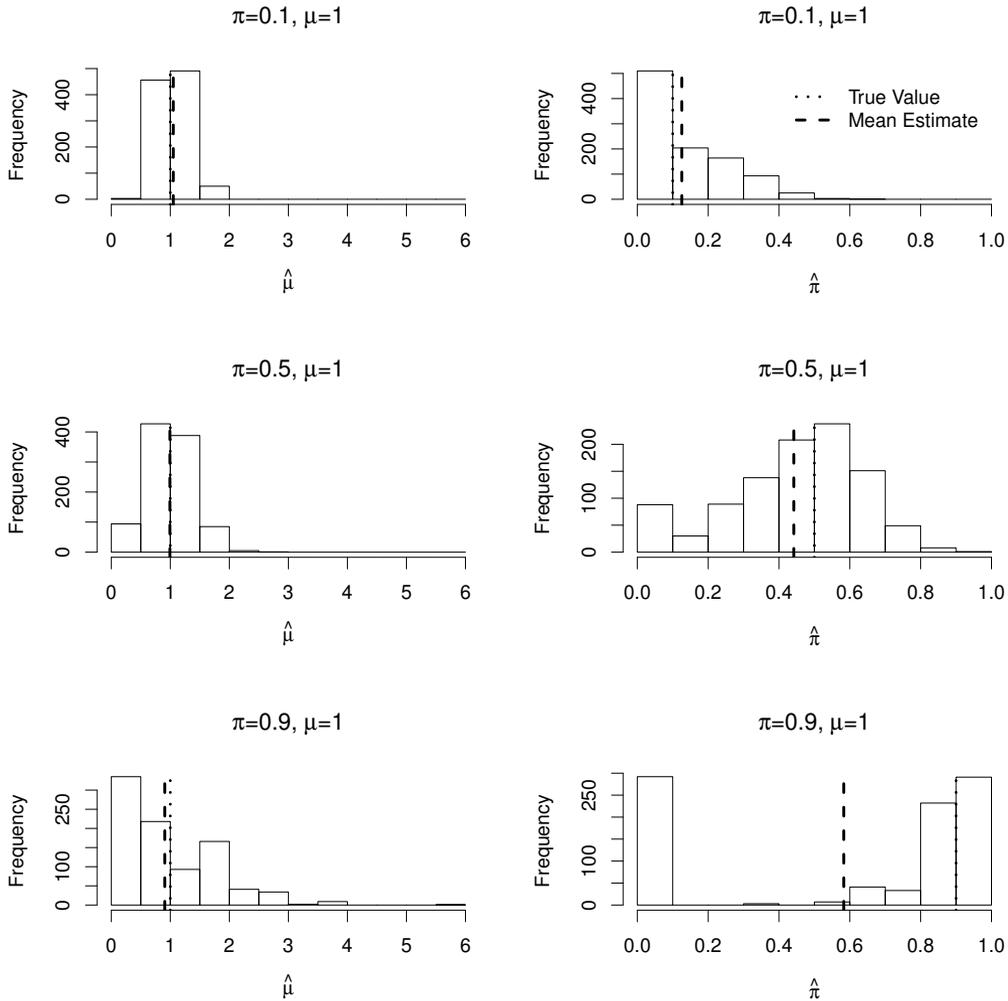 π=0.1, μ=1
Frequency
0 200 400
0 1 2 3 4 5 6
μ̂
π=0.1, μ=1
Frequency
0 200 400
True Value
Mean Estimate
0.0 0.2 0.4 0.6 0.8 1.0
π̂
π=0.5, μ=1
Frequency
0 200 400
0 1 2 3 4 5 6
μ̂
π=0.5, μ=1
Frequency
0 100 200
0.0 0.2 0.4 0.6 0.8 1.0
π̂
π=0.9, μ=1
Frequency
0 100 250
0 1 2 3 4 5 6
μ̂
π=0.9, μ=1
Frequency
0 100 250
0.0 0.2 0.4 0.6 0.8 1.0
π̂